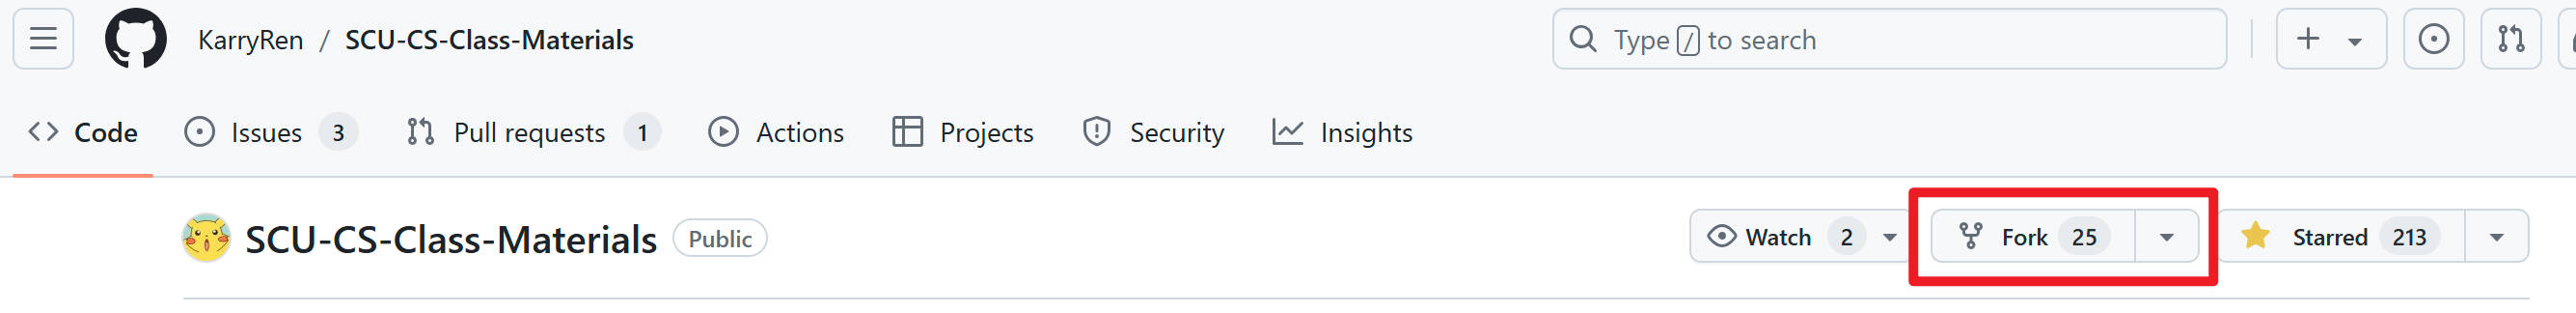 KarryRen / SCU-CS-Class-Materials Type / to search
Code Issues 3 Pull requests 1 Actions Projects Security Insights
SCU-CS-Class-Materials Public Watch 2 Fork 25 Starred 213